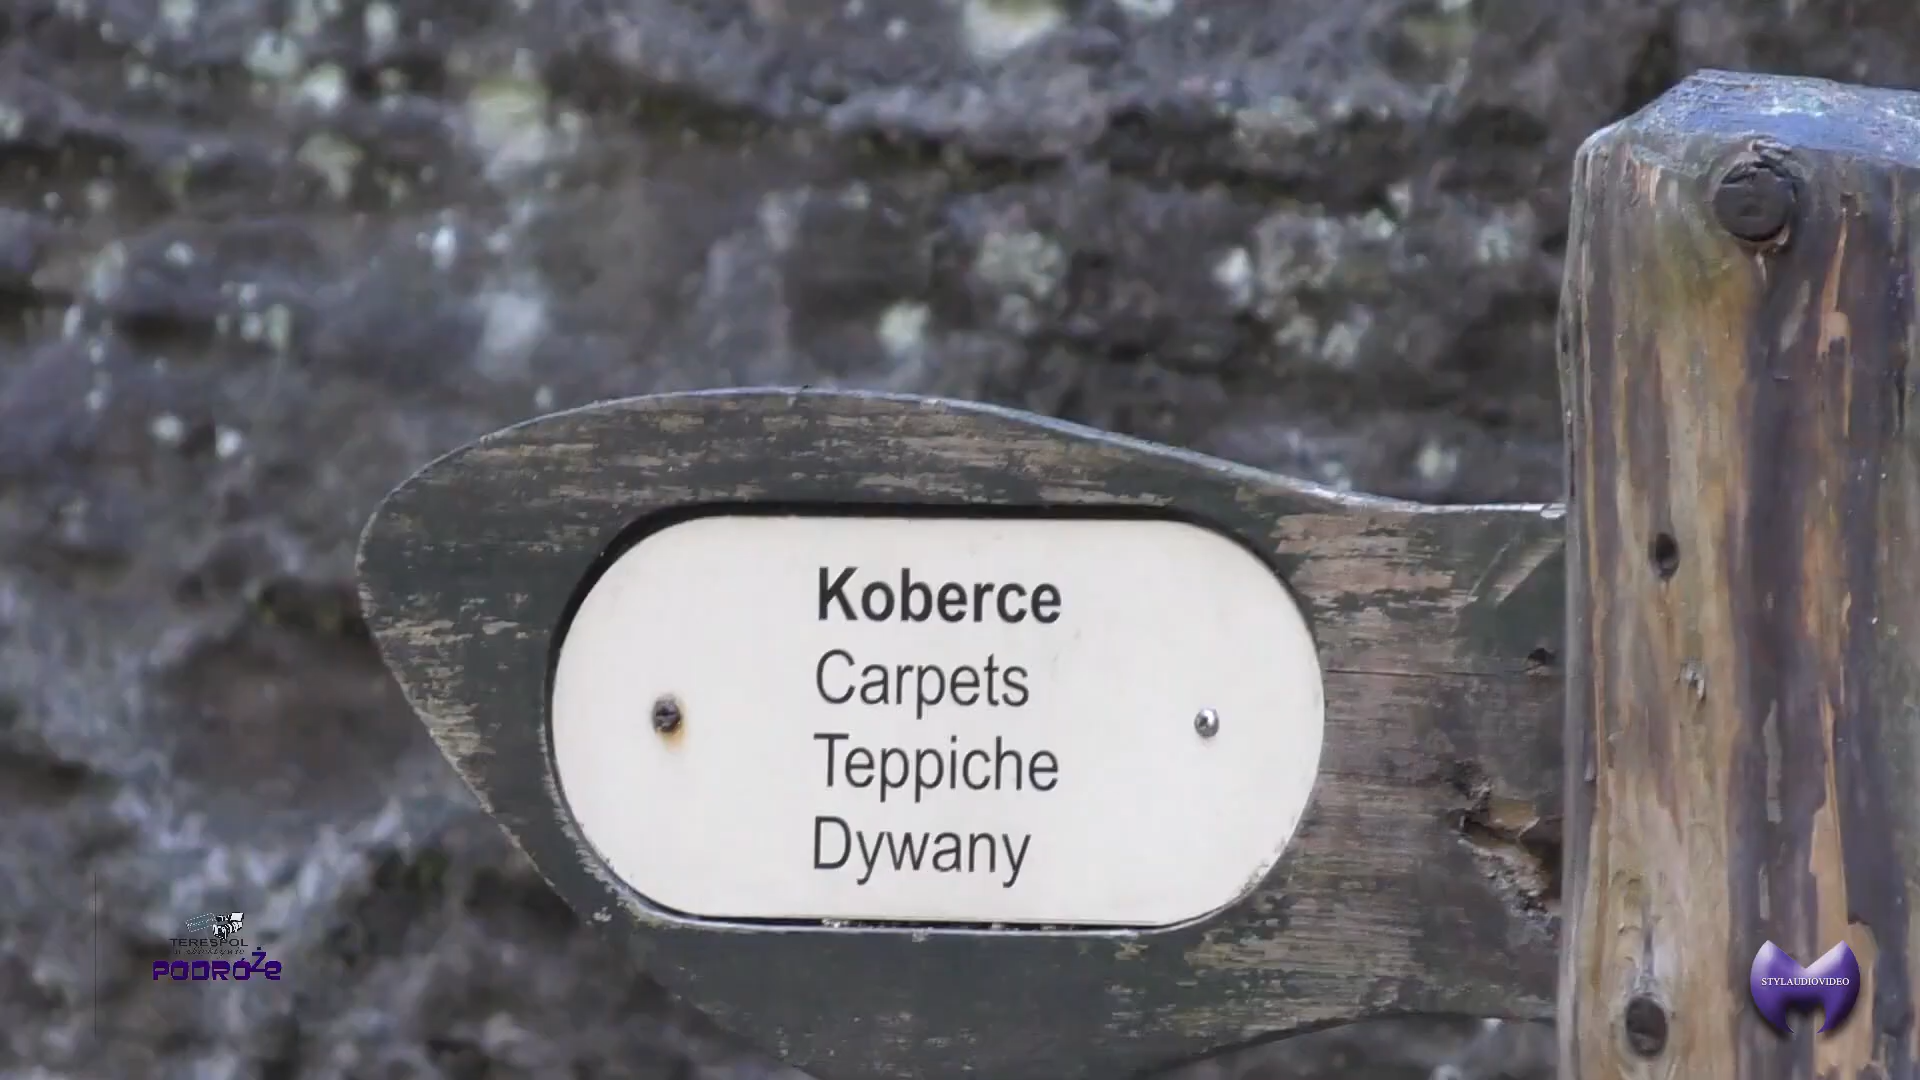 Koberce
Carpets
Teppiche
Dywany
TERESPOL
PODRÓŻE
STYLAUDIOVIDEO